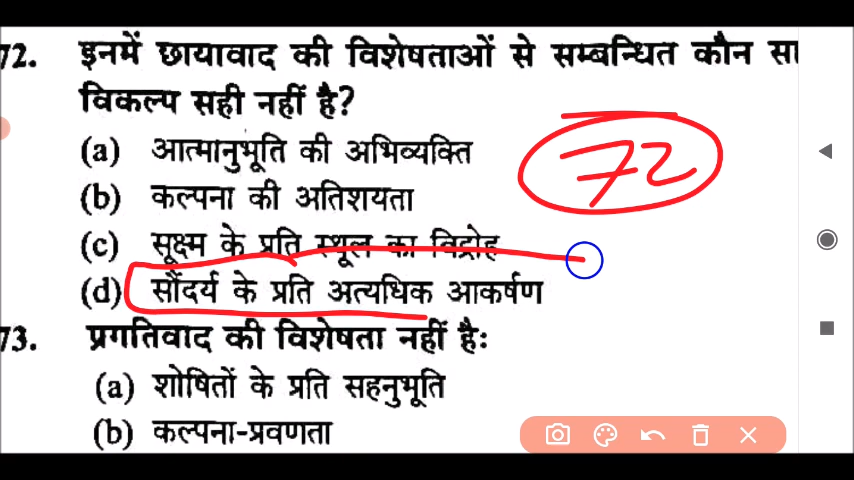 72. इनमें छायावाद की विशेषताओं से सम्बन्धित कौन सा
विकल्प सही नहीं है?
72
(a) आत्मानुभूति की अभिव्यक्ति
(b) कल्पना की अतिशयता
(c) सूक्ष्म के प्रति स्थूल का विद्रोह
(d) सौंदर्य के प्रति अत्यधिक आकर्षण
73. प्रगतिवाद की विशेषता नहीं है:
(a) शोषितों के प्रति सहनुभूति
(b) कल्पना-प्रवणता